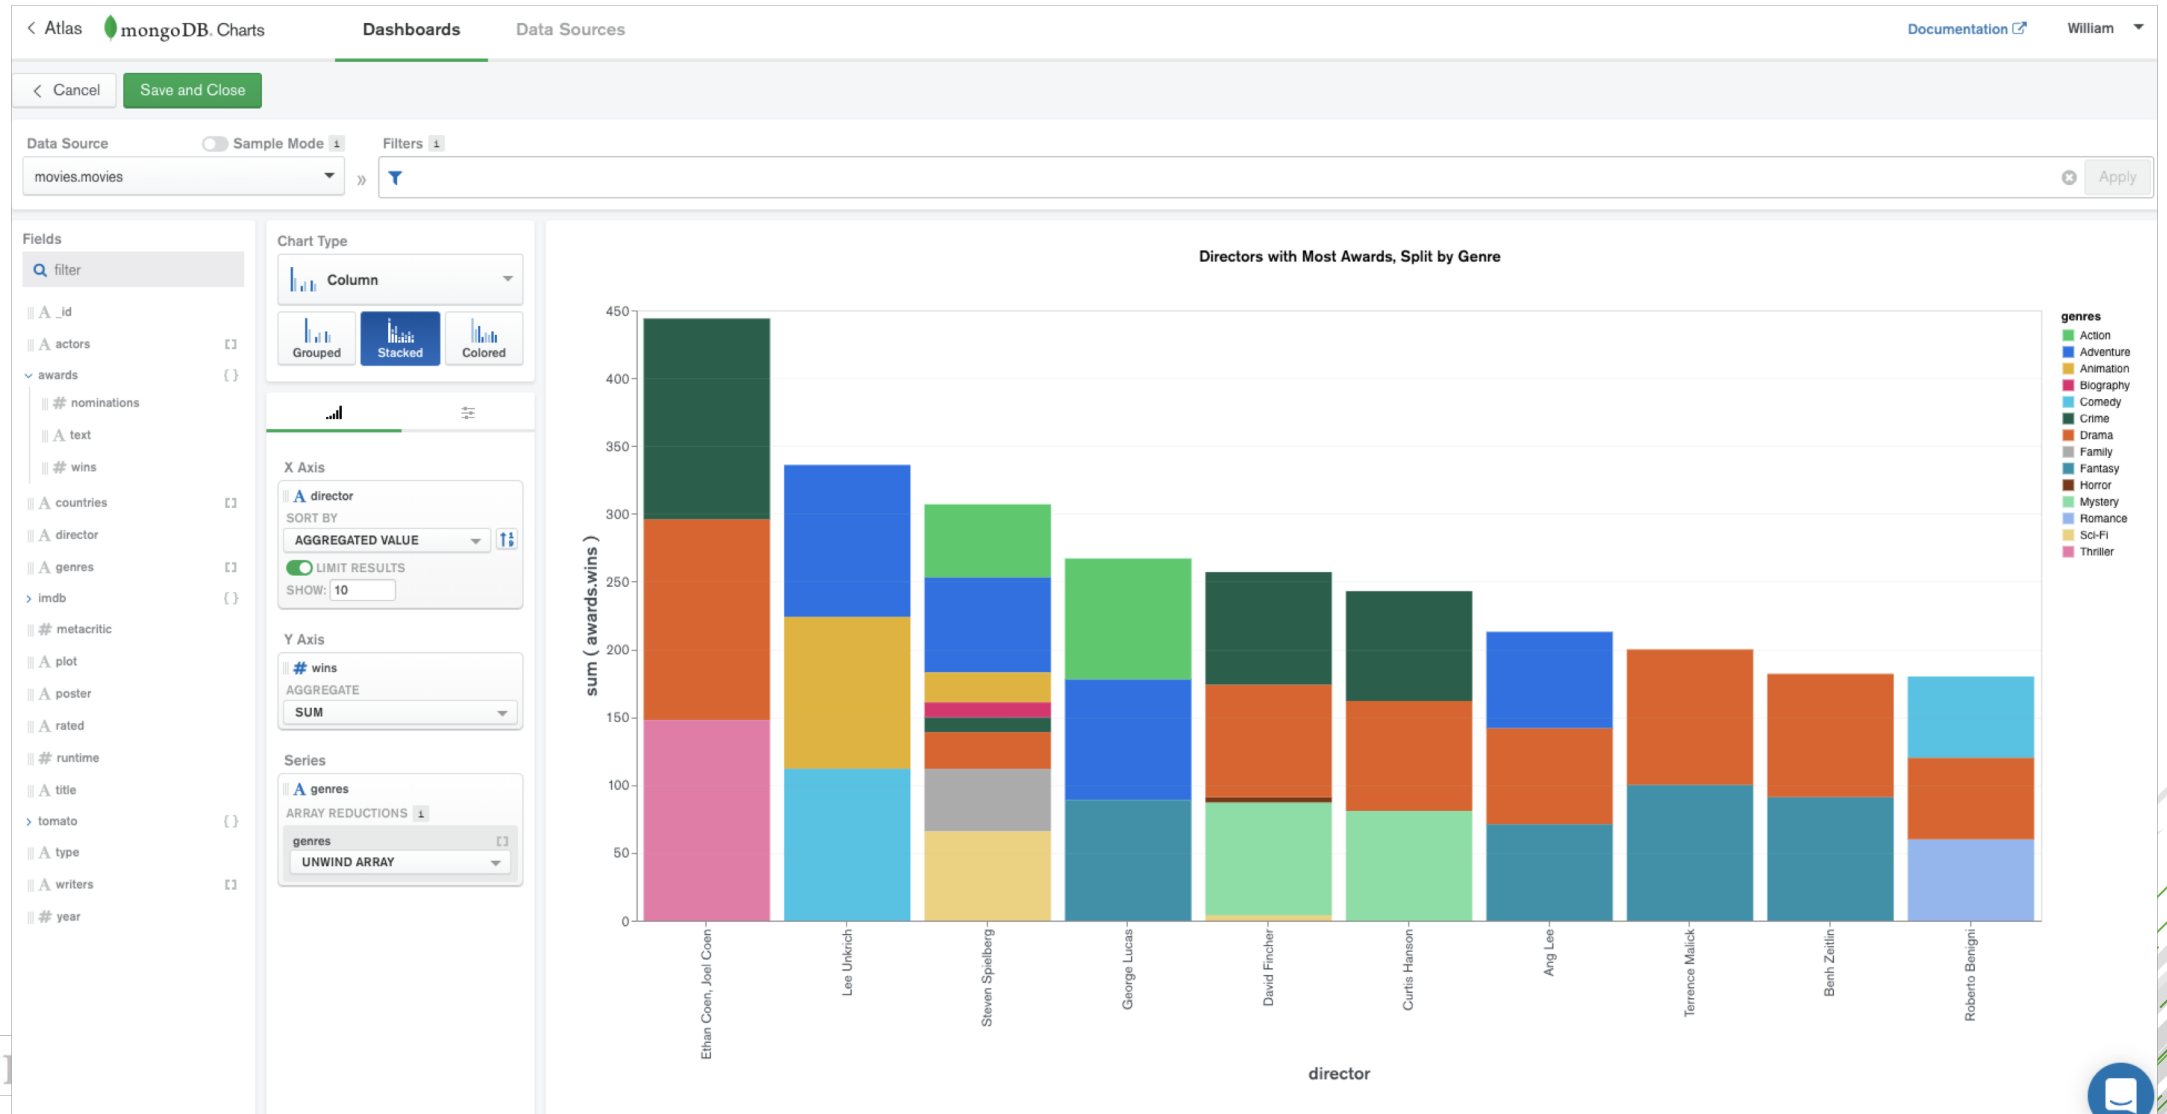 Atlas mongoDB. Charts Dashboards Data Sources Documentation William
Cancel Save and Close
Data Source Sample Mode i Filters i
movies.movies » Apply
Fields
filter
A _id
A actors [ ]
awards { }
# nominations
A text
# wins
A countries [ ]
A director
A genres [ ]
imdb { }
# metacritic
A plot
A poster
A rated
# runtime
A title
tomato { }
A type
A writers [ ]
# year
Chart Type
Column
Grouped Stacked Colored
X Axis
A director
SORT BY
AGGREGATED VALUE
LIMIT RESULTS
SHOW: 10
Y Axis
# wins
AGGREGATE
SUM
Series
A genres
ARRAY REDUCTIONS i
genres [ ]
UNWIND ARRAY
Directors with Most Awards, Split by Genre
450
400
350
300
250
200
150
100
50
0
sum ( awards.wins )
Ethan Coen, Joel Coen
Lee Unkrich
Steven Spielberg
George Lucas
David Fincher
Curtis Hanson
Ang Lee
Terrence Malick
Benh Zeitlin
Roberto Benigni
director
genres
Action
Adventure
Animation
Biography
Comedy
Crime
Drama
Family
Fantasy
Horror
Mystery
Romance
Sci-Fi
Thriller